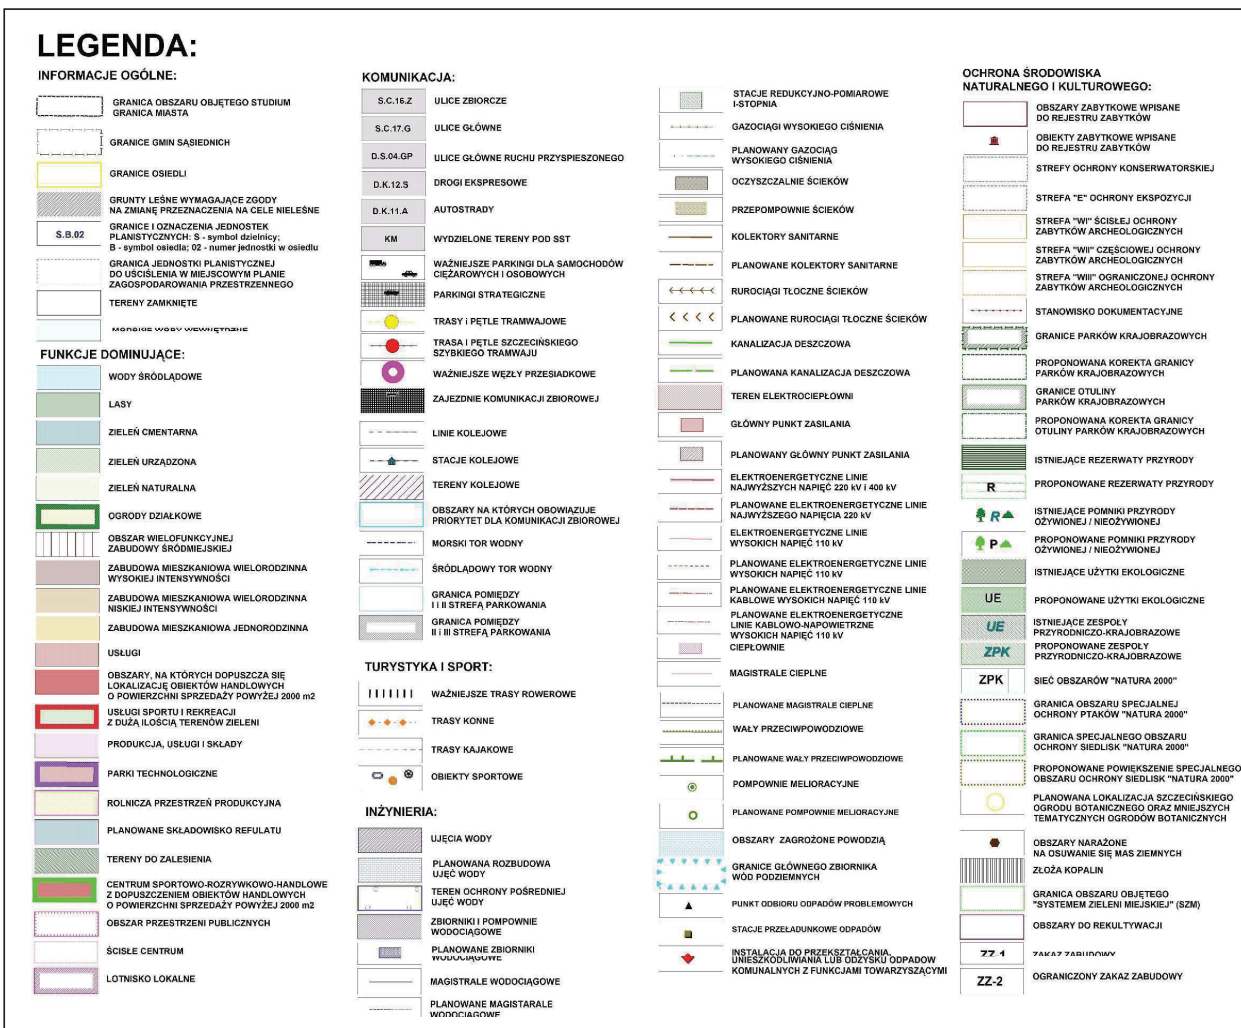 LEGENDA:
INFORMACJE OGÓLNE:
GRANICA OBSZARU OBJĘTEGO STUDIUM
GRANICA MIASTA
GRANICE GMIN SĄSIEDNICH
GRANICE OSIEDLI
GRUNTY LEŚNE WYMAGAJĄCE ZGODY
NA ZMIANĘ PRZEZNACZENIA NA CELE NIELEŚNE
S.B.02
GRANICE I OZNACZENIA JEDNOSTEK
PLANISTYCZNYCH: S - symbol dzielnicy;
B - symbol osiedla; 02 - numer jednostki w osiedlu
GRANICA JEDNOSTKI PLANISTYCZNEJ
DO UŚCIŚLENIA W MIEJSCOWYM PLANIE
ZAGOSPODAROWANIA PRZESTRZENNEGO
TERENY ZAMKNIĘTE
MORSKIE WODY WEWNĘTRZNE
FUNKCJE DOMINUJĄCE:
WODY ŚRÓDLĄDOWE
LASY
ZIELEŃ CMENTARNA
ZIELEŃ URZĄDZONA
ZIELEŃ NATURALNA
OGRODY DZIAŁKOWE
OBSZAR WIELOFUNKCYJNEJ
ZABUDOWY ŚRÓDMIEJSKIEJ
ZABUDOWA MIESZKANIOWA WIELORODZINNA
WYSOKIEJ INTENSYWNOŚCI
ZABUDOWA MIESZKANIOWA WIELORODZINNA
NISKIEJ INTENSYWNOŚCI
ZABUDOWA MIESZKANIOWA JEDNORODZINNA
USŁUGI
OBSZARY, NA KTÓRYCH DOPUSZCZA SIĘ
LOKALIZACJĘ OBIEKTÓW HANDLOWYCH
O POWIERZCHNI SPRZEDAŻY POWYŻEJ 2000 m2
USŁUGI SPORTU I REKREACJI
Z DUŻĄ ILOŚCIĄ TERENÓW ZIELENI
PRODUKCJA, USŁUGI I SKŁADY
PARKI TECHNOLOGICZNE
ROLNICZA PRZESTRZEŃ PRODUKCYJNA
PLANOWANE SKŁADOWISKO REFULATU
TERENY DO ZALESIENIA
CENTRUM SPORTOWO-ROZRYWKOWO-HANDLOWE
Z DOPUSZCZENIEM OBIEKTÓW HANDLOWYCH
O POWIERZCHNI SPRZEDAŻY POWYŻEJ 2000 m2
OBSZAR PRZESTRZENI PUBLICZNYCH
ŚCISŁE CENTRUM
LOTNISKO LOKALNE
KOMUNIKACJA:
S.C.16.Z ULICE ZBIORCZE
S.C.17.G ULICE GŁÓWNE
D.S.04.GP ULICE GŁÓWNE RUCHU PRZYSPIESZONEGO
D.K.12.S DROGI EKSPRESOWE
D.K.11.A AUTOSTRADY
KM WYDZIELONE TERENY POD SST
WAŻNIEJSZE PARKINGI DLA SAMOCHODÓW
CIĘŻAROWYCH I OSOBOWYCH
PARKINGI STRATEGICZNE
TRASY i PĘTLE TRAMWAJOWE
TRASA I PĘTLE SZCZECIŃSKIEGO
SZYBKIEGO TRAMWAJU
WAŻNIEJSZE WĘZŁY PRZESIADKOWE
ZAJEZDNIE KOMUNIKACJI ZBIOROWEJ
LINIE KOLEJOWE
STACJE KOLEJOWE
TERENY KOLEJOWE
OBSZARY NA KTÓRYCH OBOWIĄZUJE
PRIORYTET DLA KOMUNIKACJI ZBIOROWEJ
MORSKI TOR WODNY
ŚRÓDLĄDOWY TOR WODNY
GRANICA POMIĘDZY
I i II STREFĄ PARKOWANIA
GRANICA POMIĘDZY
II i III STREFĄ PARKOWANIA
TURYSTYKA I SPORT:
WAŻNIEJSZE TRASY ROWEROWE
TRASY KONNE
TRASY KAJAKOWE
OBIEKTY SPORTOWE
INŻYNIERIA:
UJĘCIA WODY
PLANOWANA ROZBUDOWA
UJĘĆ WODY
TEREN OCHRONY POŚREDNIEJ
UJĘĆ WODY
ZBIORNIKI I POMPOWNIE
WODOCIĄGOWE
PLANOWANE ZBIORNIKI
WODOCIĄGOWE
MAGISTRALE WODOCIĄGOWE
PLANOWANE MAGISTARALE
WODOCIĄGOWE
STACJE REDUKCYJNO-POMIAROWE
I-STOPNIA
GAZOCIĄGI WYSOKIEGO CIŚNIENIA
PLANOWANY GAZOCIĄG
WYSOKIEGO CIŚNIENIA
OCZYSZCZALNIE ŚCIEKÓW
PRZEPOMPOWNIE ŚCIEKÓW
KOLEKTORY SANITARNE
PLANOWANE KOLEKTORY SANITARNE
RUROCIĄGI TŁOCZNE ŚCIEKÓW
PLANOWANE RUROCIĄGI TŁOCZNE ŚCIEKÓW
KANALIZACJA DESZCZOWA
PLANOWANA KANALIZACJA DESZCZOWA
TEREN ELEKTROCIEPŁOWNI
GŁÓWNY PUNKT ZASILANIA
PLANOWANY GŁÓWNY PUNKT ZASILANIA
ELEKTROENERGETYCZNE LINIE
NAJWYŻSZYCH NAPIĘĆ 220 kV i 400 kV
PLANOWANE ELEKTROENERGETYCZNE LINIE
NAJWYŻSZEGO NAPIĘCIA 220 kV
ELEKTROENERGETYCZNE LINIE
WYSOKICH NAPIĘĆ 110 kV
PLANOWANE ELEKTROENERGETYCZNE LINIE
WYSOKICH NAPIĘĆ 110 kV
PLANOWANE ELEKTROENERGETYCZNE LINIE
KABLOWE WYSOKICH NAPIĘĆ 110 kV
PLANOWANE ELEKTROENERGETYCZNE
LINIE KABLOWO-NAPOWIETRZNE
WYSOKICH NAPIĘĆ 110 kV
CIEPŁOWNIE
MAGISTRALE CIEPLNE
PLANOWANE MAGISTRALE CIEPLNE
WAŁY PRZECIWPOWODZIOWE
PLANOWANE WAŁY PRZECIWPOWODZIOWE
POMPOWNIE MELIORACYJNE
PLANOWANE POMPOWNIE MELIORACYJNE
OBSZARY ZAGROŻONE POWODZIĄ
GRANICE GŁÓWNEGO ZBIORNIKA
WÓD PODZIEMNYCH
PUNKT ODBIORU ODPADÓW PROBLEMOWYCH
STACJE PRZEŁADUNKOWE ODPADÓW
INSTALACJA DO PRZEKSZTAŁCANIA,
UNIESZKODLIWIANIA LUB ODZYSKU ODPADÓW
KOMUNALNYCH Z FUNKCJAMI TOWARZYSZĄCYMI
OCHRONA ŚRODOWISKA
NATURALNEGO I KULTUROWEGO:
OBSZARY ZABYTKOWE WPISANE
DO REJESTRU ZABYTKÓW
OBIEKTY ZABYTKOWE WPISANE
DO REJESTRU ZABYTKÓW
STREFY OCHRONY KONSERWATORSKIEJ
STREFA "E" OCHRONY EKSPOZYCJI
STREFA "WI" ŚCISŁEJ OCHRONY
ZABYTKÓW ARCHEOLOGICZNYCH
STREFA "WII" CZĘŚCIOWEJ OCHRONY
ZABYTKÓW ARCHEOLOGICZNYCH
STREFA "WIII" OGRANICZONEJ OCHRONY
ZABYTKÓW ARCHEOLOGICZNYCH
STANOWISKO DOKUMENTACYJNE
GRANICE PARKÓW KRAJOBRAZOWYCH
PROPONOWANA KOREKTA GRANICY
PARKÓW KRAJOBRAZOWYCH
GRANICE OTULINY
PARKÓW KRAJOBRAZOWYCH
PROPONOWANA KOREKTA GRANICY
OTULINY PARKÓW KRAJOBRAZOWYCH
ISTNIEJĄCE REZERWATY PRZYRODY
R PROPONOWANE REZERWATY PRZYRODY
R ISTNIEJĄCE POMNIKI PRZYRODY
OŻYWIONEJ / NIEOŻYWIONEJ
P PROPONOWANE POMNIKI PRZYRODY
OŻYWIONEJ / NIEOŻYWIONEJ
ISTNIEJĄCE UŻYTKI EKOLOGICZNE
UE PROPONOWANE UŻYTKI EKOLOGICZNE
UE ISTNIEJĄCE ZESPOŁY
PRZYRODNICZO-KRAJOBRAZOWE
ZPK PROPONOWANE ZESPOŁY
PRZYRODNICZO-KRAJOBRAZOWE
ZPK SIEĆ OBSZARÓW "NATURA 2000"
GRANICA OBSZARU SPECJALNEJ
OCHRONY PTAKÓW "NATURA 2000"
GRANICA SPECJALNEGO OBSZARU
OCHRONY SIEDLISK "NATURA 2000"
PROPONOWANE POWIĘKSZENIE SPECJALNEGO
OBSZARU OCHRONY SIEDLISK "NATURA 2000"
PLANOWANA LOKALIZACJA SZCZECIŃSKIEGO
OGRODU BOTANICZNEGO ORAZ MNIEJSZYCH
TEMATYCZNYCH OGRODÓW BOTANICZNYCH
OBSZARY NARAŻONE
NA OSUWANIE SIĘ MAS ZIEMNYCH
ZŁOŻA KOPALIN
GRANICA OBSZARU OBJĘTEGO
"SYSTEMEM ZIELENI MIEJSKIEJ" (SZM)
OBSZARY DO REKULTYWACJI
ZZ-1 ZAKAZ ZABUDOWY
ZZ-2 OGRANICZONY ZAKAZ ZABUDOWY